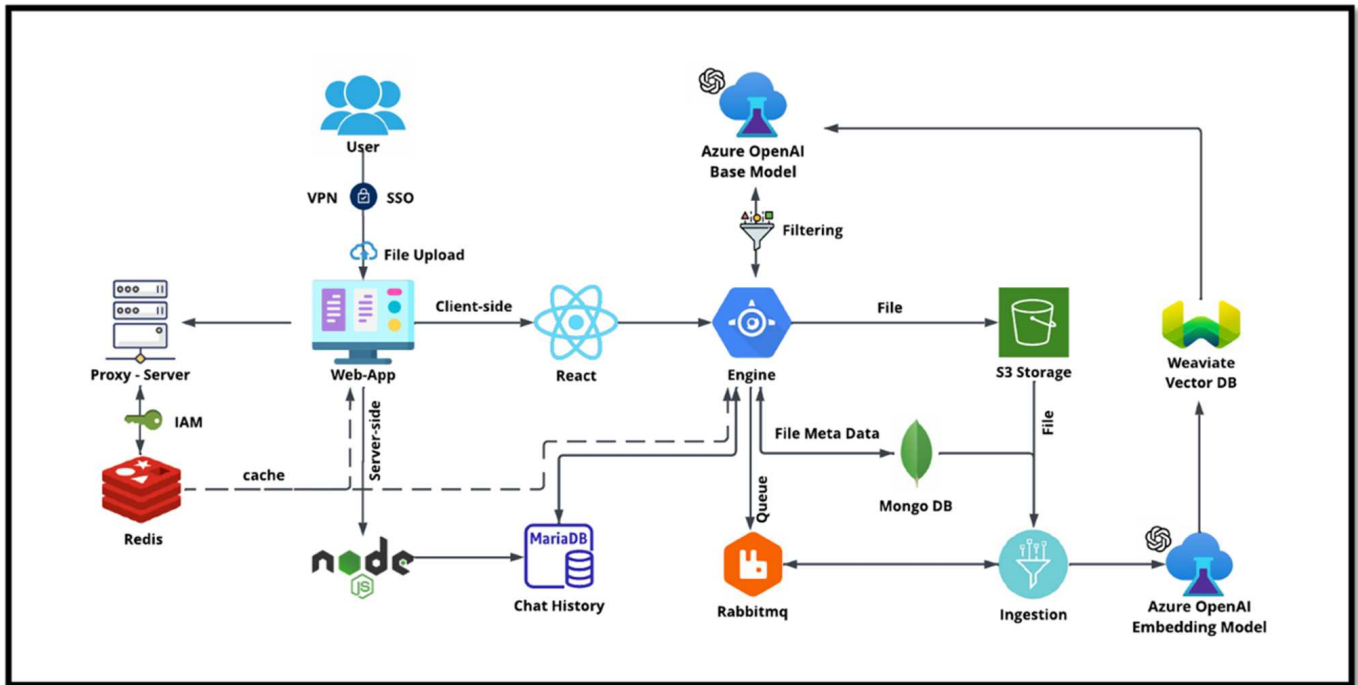 User
VPN
SSO
File Upload
Azure OpenAI
Base Model
Filtering
Client-side
File
Proxy - Server
Web-App
React
Engine
S3 Storage
Weaviate
Vector DB
IAM
Server-side
File Meta Data
File
cache
Queue
Mongo DB
Redis
node
JS
MariaDB
Chat History
Rabbitmq
Ingestion
Azure OpenAI
Embedding Model